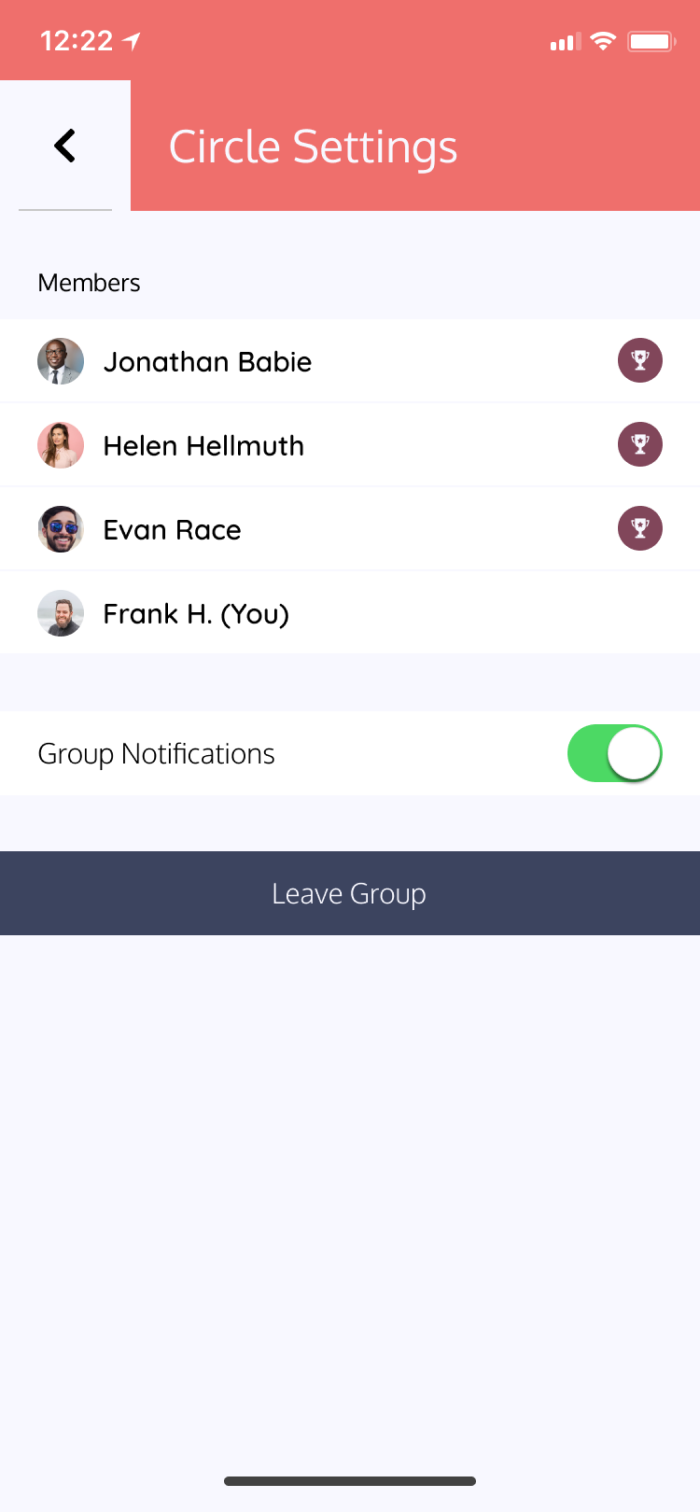 12:22
Circle Settings
Members
Jonathan Babie
Helen Hellmuth
Evan Race
Frank H. (You)
Group Notifications
Leave Group